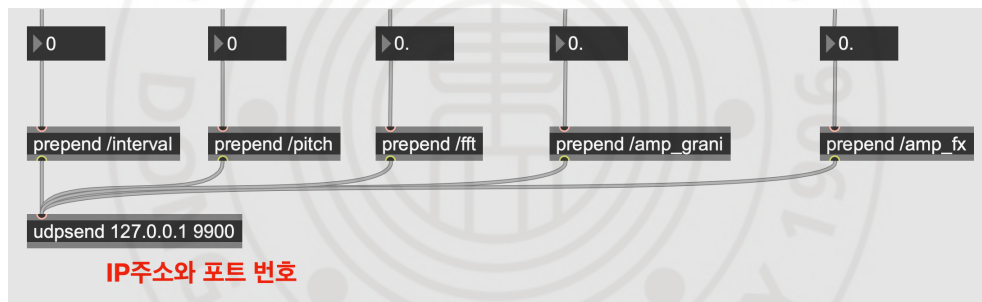 0
0
0.
0.
0.
prepend /interval
prepend /pitch
prepend /fft
prepend /amp_grani
prepend /amp_fx
udpsend 127.0.0.1 9900
IP주소와 포트 번호
1906